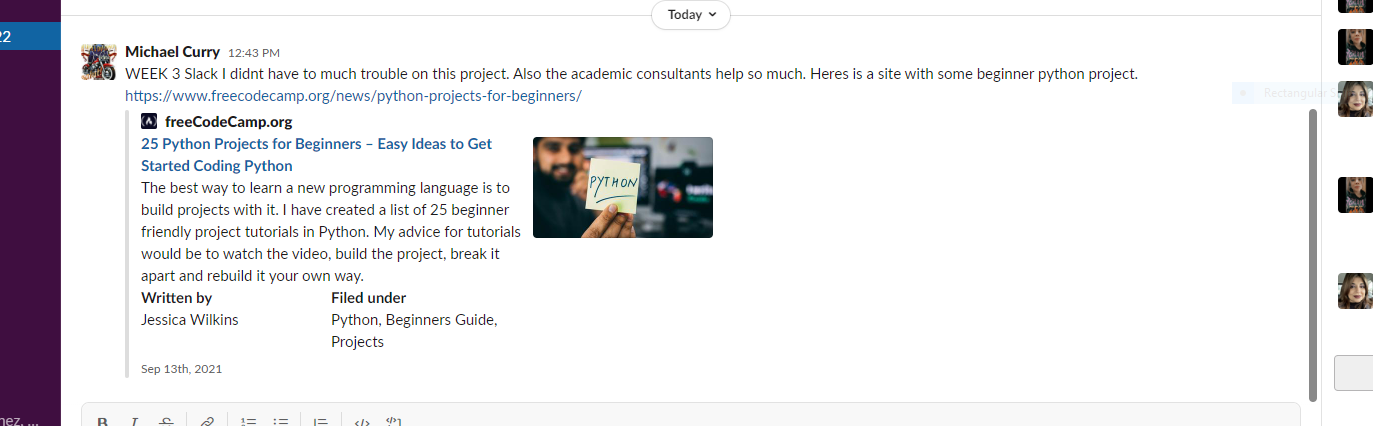 Today
22
Michael Curry 12:43 PM
WEEK 3 Slack I didnt have to much trouble on this project. Also the academic consultants help so much. Heres is a site with some beginner python project.
https://www.freecodecamp.org/news/python-projects-for-beginners/
Rectangular
freeCodeCamp.org
25 Python Projects for Beginners – Easy Ideas to Get
Started Coding Python
The best way to learn a new programming language is to
build projects with it. I have created a list of 25 beginner
friendly project tutorials in Python. My advice for tutorials
would be to watch the video, build the project, break it
apart and rebuild it your own way.
PYTHON
Written by
Jessica Wilkins
Filed under
Python, Beginners Guide,
Projects
Sep 13th, 2021
nez, ...
B I S